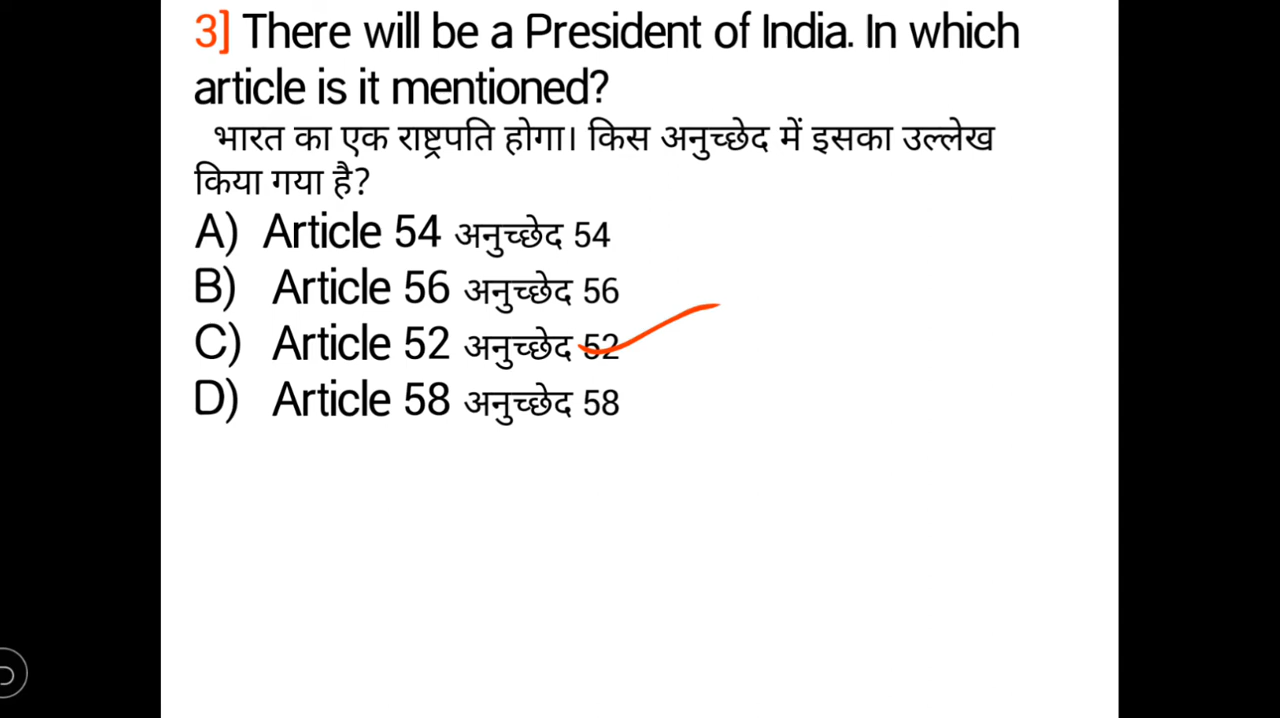 3] There will be a President of India. In which
article is it mentioned?
भारत का एक राष्ट्रपति होगा। किस अनुच्छेद में इसका उल्लेख
किया गया है?
A) Article 54 अनुच्छेद 54
B) Article 56 अनुच्छेद 56
C) Article 52 अनुच्छेद 52
D) Article 58 अनुच्छेद 58